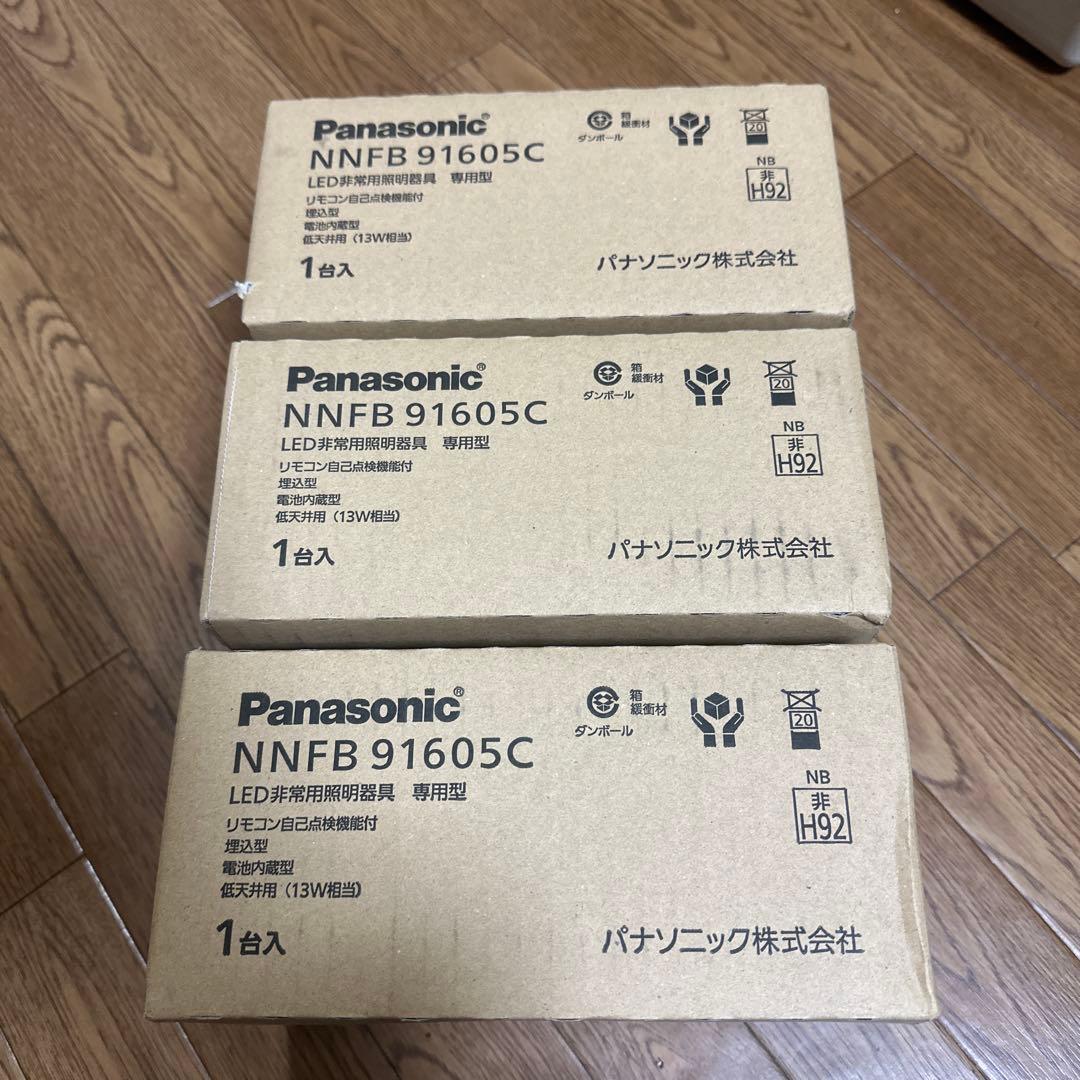 Panasonic®
NNFB 91605C
LED非常用照明器具 専用型
リモコン自己点検機能付
埋込型
電池内蔵型
低天井用（13W相当）
1台入
箱
緩衝材
ダンボール
20
NB
非
H92
パナソニック株式会社
Panasonic®
NNFB 91605C
LED非常用照明器具 専用型
リモコン自己点検機能付
埋込型
電池内蔵型
低天井用（13W相当）
1台入
箱
緩衝材
ダンボール
20
NB
非
H92
パナソニック株式会社
Panasonic®
NNFB 91605C
LED非常用照明器具 専用型
リモコン自己点検機能付
埋込型
電池内蔵型
低天井用（13W相当）
1台入
箱
緩衝材
ダンボール
20
NB
非
H92
パナソニック株式会社